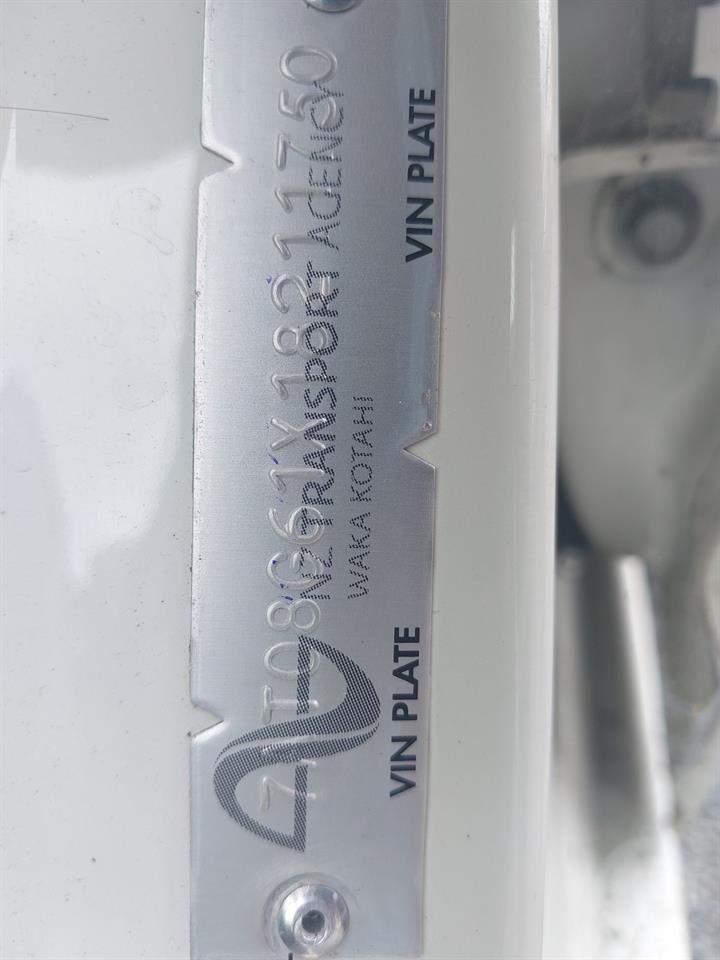 7AT08G61X18211750
NZ TRANSPORT AGENCY
WAKA KOTAHI
VIN PLATE
VIN PLATE